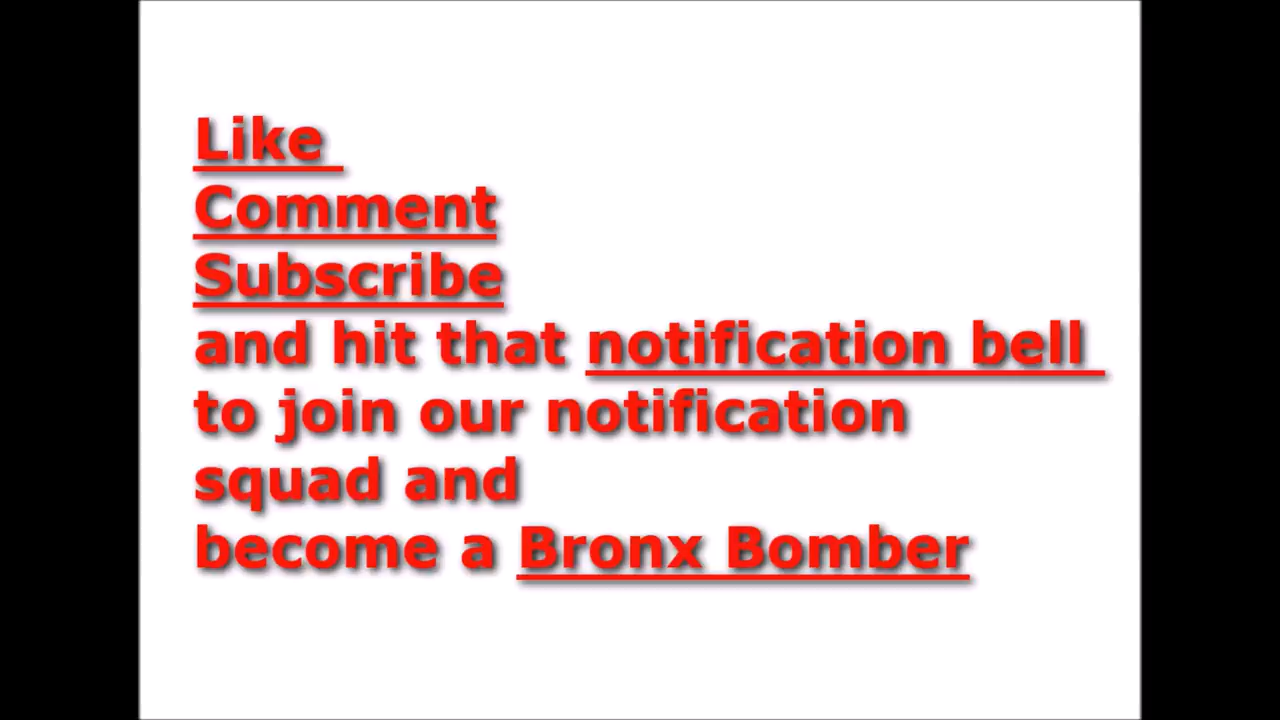 Like
Comment
Subscribe
and hit that notification bell
to join our notification
squad and
become a Bronx Bomber